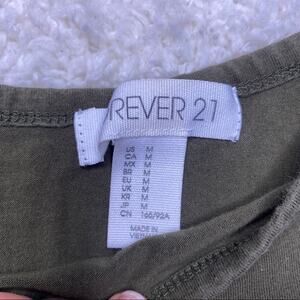 REVER 21
US M
CA M
MX M
BR M
EU M
UK M
KR M
JP M
CN 165/92A
MADE IN
VIETNAM